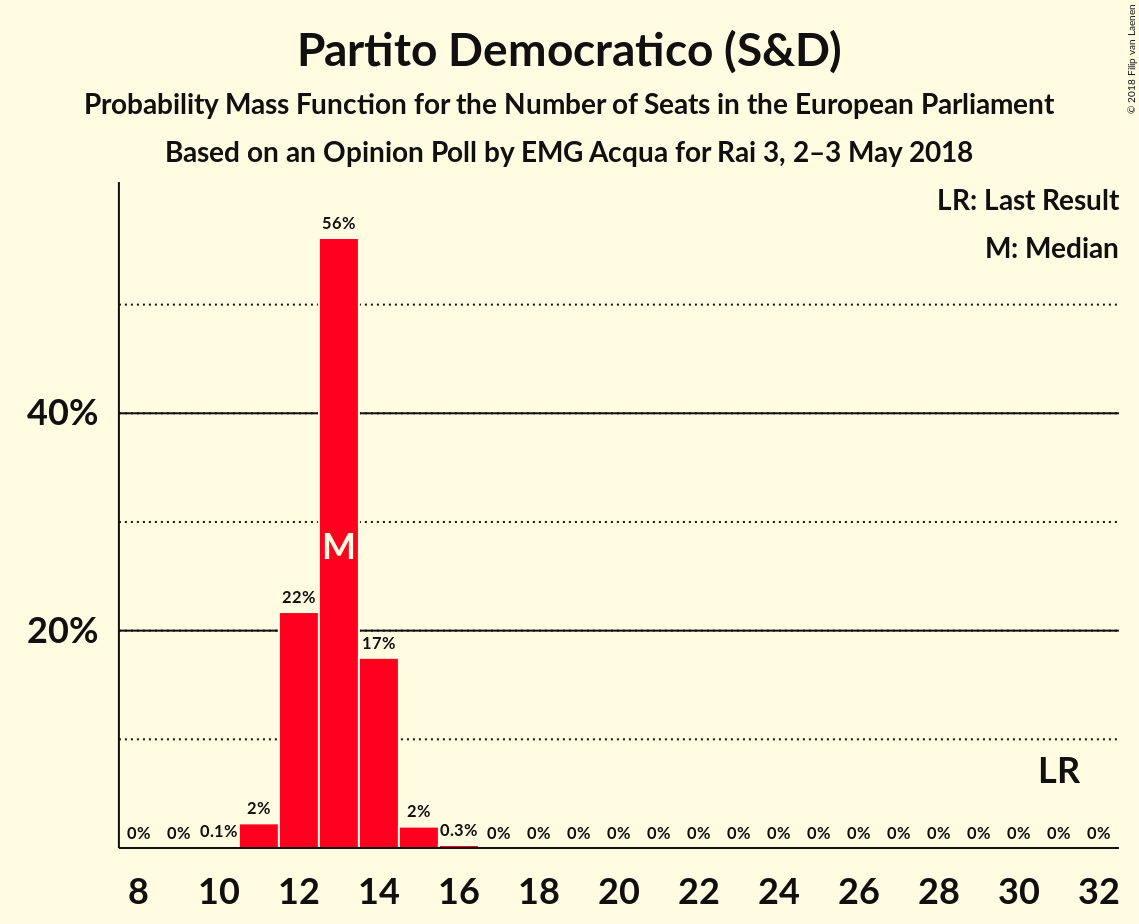 Partito Democratico (S&D)
Probability Mass Function for the Number of Seats in the European Parliament
Based on an Opinion Poll by EMG Acqua for Rai 3, 2–3 May 2018
© 2018 Filip van Laenen
LR: Last Result
M: Median
56%
40%
M
22%
20%
17%
LR
2%
2%
0% 0% 0.1% 0.3% 0% 0% 0% 0% 0% 0% 0% 0% 0% 0% 0% 0% 0% 0% 0% 0%
8 10 12 14 16 18 20 22 24 26 28 30 32